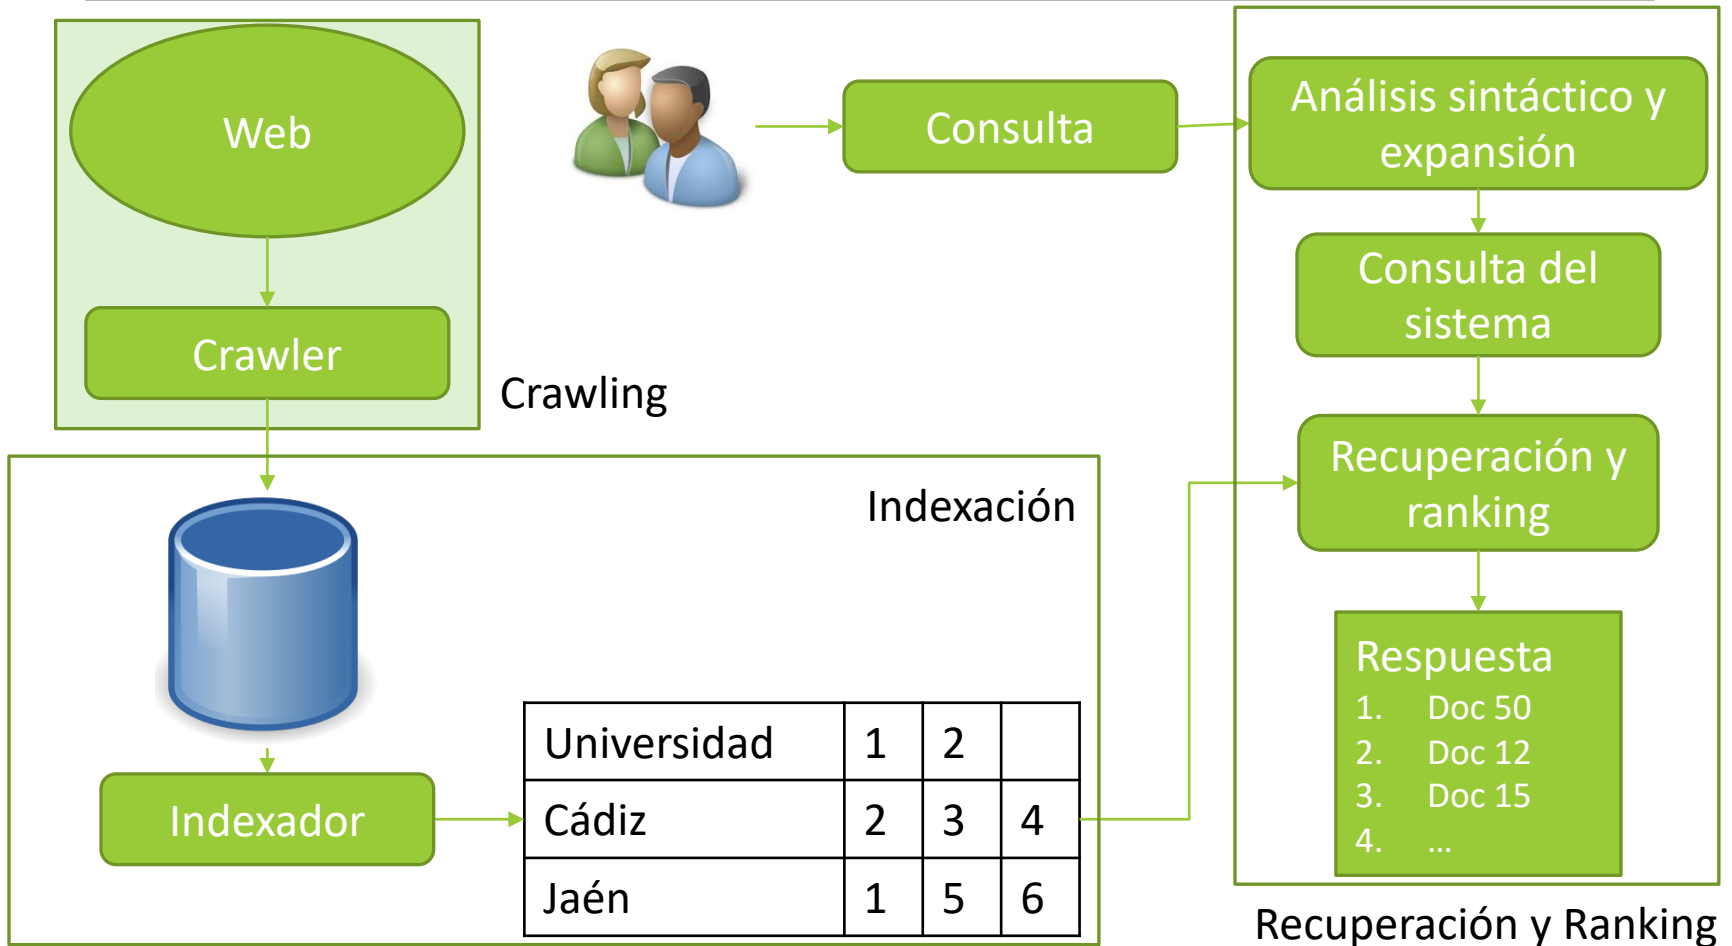 Web
Crawler
Crawling
Consulta
Análisis sintáctico y
expansión
Consulta del
sistema
Recuperación y
ranking
Respuesta
1. Doc 50
2. Doc 12
3. Doc 15
4. …
Recuperación y Ranking
Indexación
Indexador
Universidad 1 2
Cádiz 2 3 4
Jaén 1 5 6